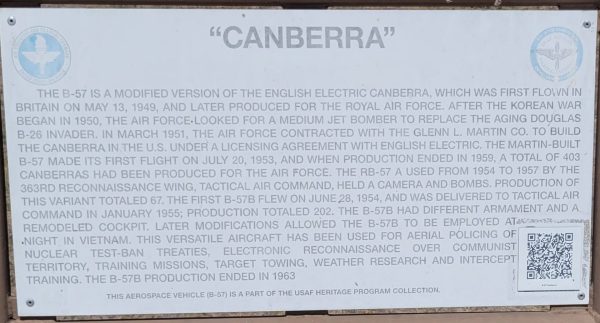 “CANBERRA”
THE B-57 IS A MODIFIED VERSION OF THE ENGLISH ELECTRIC CANBERRA, WHICH WAS FIRST FLOWN IN
BRITAIN ON MAY 13, 1949, AND LATER PRODUCED FOR THE ROYAL AIR FORCE. AFTER THE KOREAN WAR
BEGAN IN 1950, THE AIR FORCE LOOKED FOR A MEDIUM JET BOMBER TO REPLACE THE AGING DOUGLAS
B-26 INVADER. IN MARCH 1951, THE AIR FORCE CONTRACTED WITH THE GLENN L. MARTIN CO. TO BUILD
THE CANBERRA IN THE U.S. UNDER A LICENSING AGREEMENT WITH ENGLISH ELECTRIC. THE MARTIN-BUILT
B-57 MADE ITS FIRST FLIGHT ON JULY 20, 1953, AND WHEN PRODUCTION ENDED IN 1959, A TOTAL OF 403
CANBERRAS HAD BEEN PRODUCED FOR THE AIR FORCE. THE RB-57 A USED FROM 1954 TO 1957 BY THE
363RD RECONNAISSANCE WING, TACTICAL AIR COMMAND, HELD A CAMERA AND BOMBS. PRODUCTION OF
THIS VARIANT TOTALED 67. THE FIRST B-57B FLEW ON JUNE 28, 1954, AND WAS DELIVERED TO TACTICAL AIR
COMMAND IN JANUARY 1955; PRODUCTION TOTALED 202. THE B-57B HAD DIFFERENT ARMAMENT AND A
REMODELED COCKPIT. LATER MODIFICATIONS ALLOWED THE B-57B TO BE EMPLOYED AT
NIGHT IN VIETNAM. THIS VERSATILE AIRCRAFT HAS BEEN USED FOR AERIAL POLICING OF
NUCLEAR TEST-BAN TREATIES, ELECTRONIC RECONNAISSANCE OVER COMMUNIST
TERRITORY, TRAINING MISSIONS, TARGET TOWING, WEATHER RESEARCH AND INTERCEPT
TRAINING. THE B-57B PRODUCTION ENDED IN 1963
THIS AEROSPACE VEHICLE (B-57) IS A PART OF THE USAF HERITAGE PROGRAM COLLECTION.